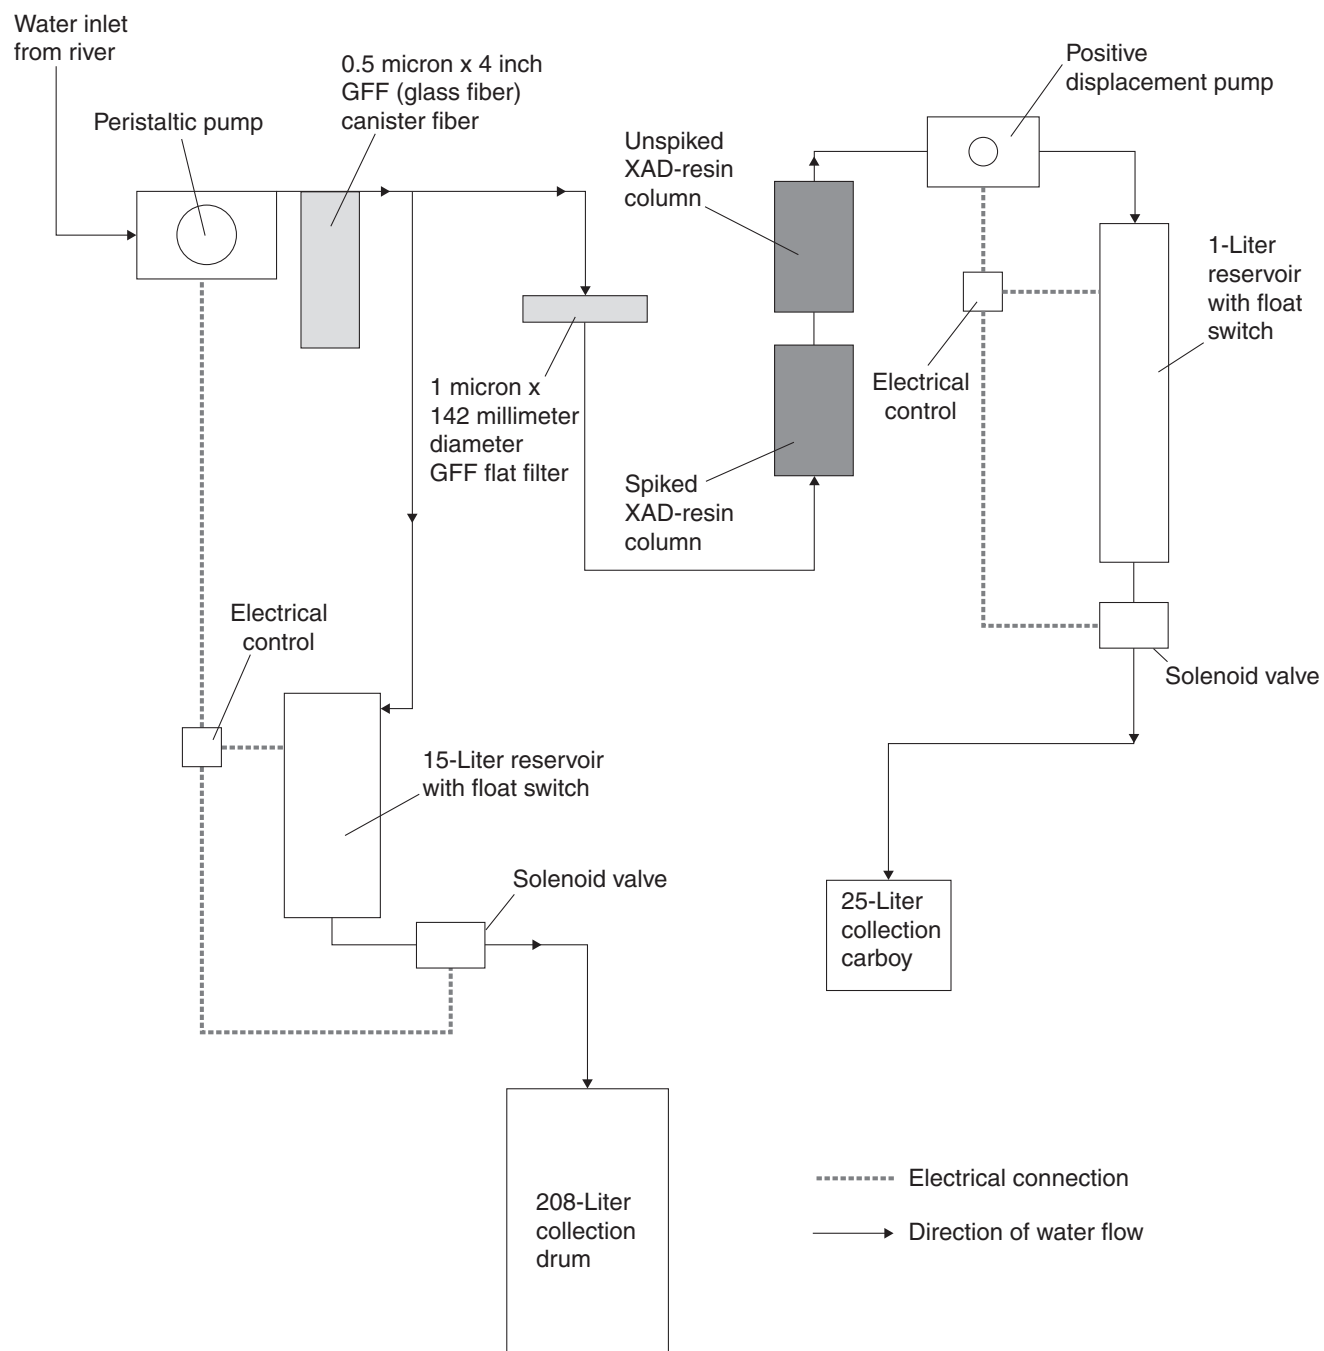 Water inlet
from river
0.5 micron x 4 inch
GFF (glass fiber)
canister fiber
Peristaltic pump
Positive
displacement pump
Unspiked
XAD-resin
column
1-Liter
reservoir
with float
switch
1 micron x
142 millimeter
diameter
GFF flat filter
Electrical
control
Spiked
XAD-resin
column
Electrical
control
Solenoid valve
15-Liter reservoir
with float switch
Solenoid valve
25-Liter
collection
carboy
208-Liter
collection
drum
Electrical connection
Direction of water flow